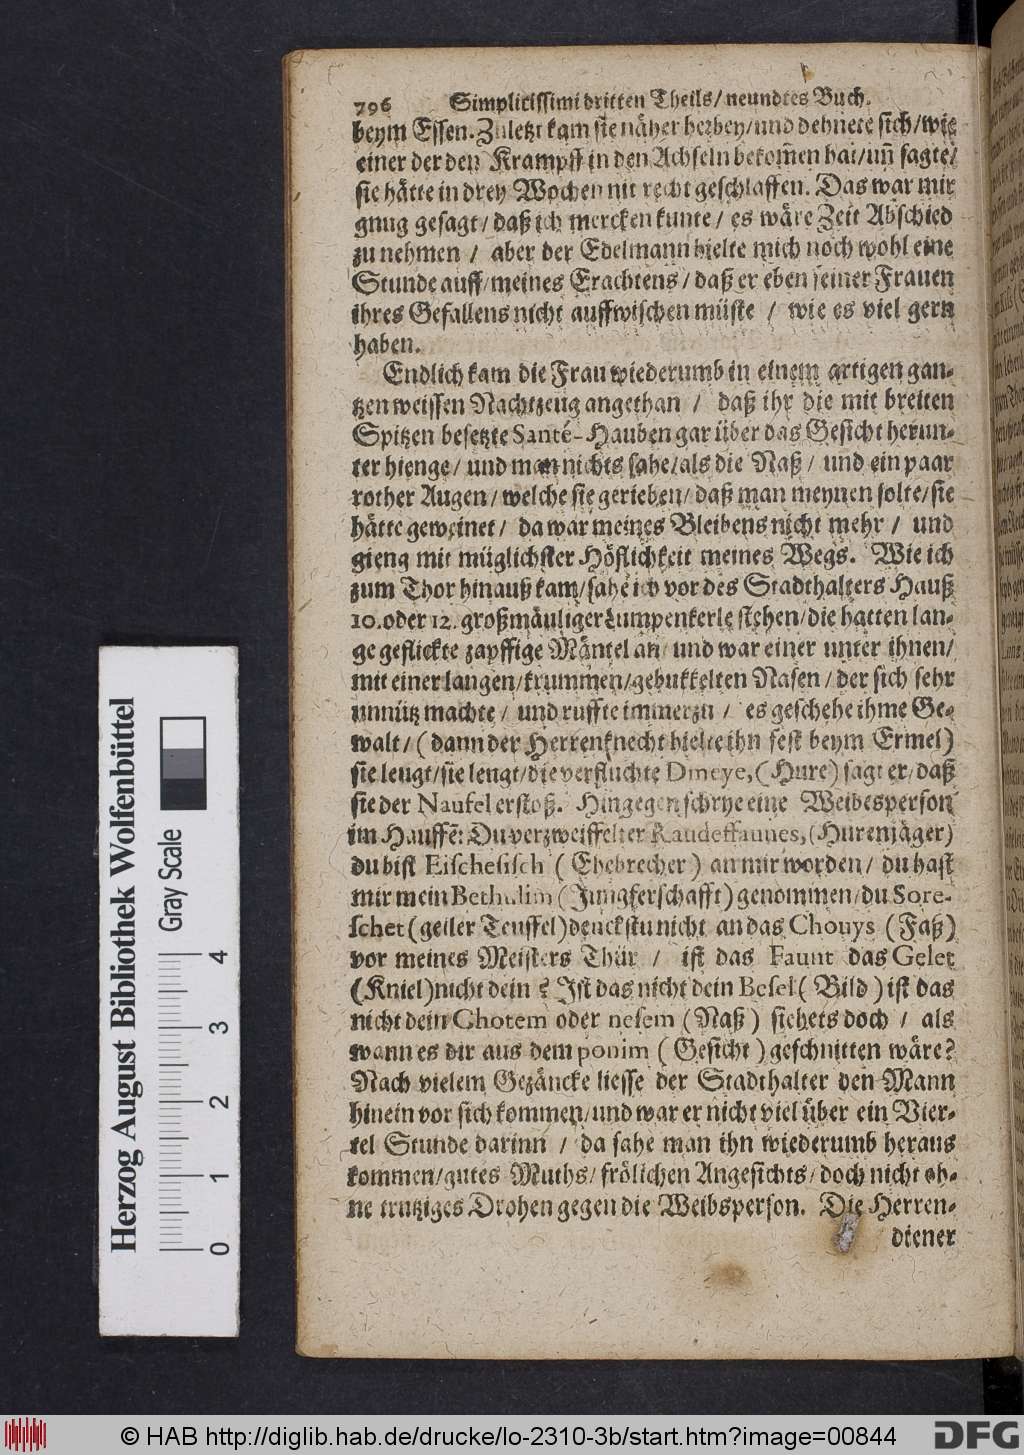 796 Simplicissimi dritten Theils/ neundtes Buch.
beym Essen. Zuletzt kam sie näher herbey/ und dehnete sich/ wie
einer der den Krampff in den Achseln bekom̃en hat/ uñ sagte/
sie hätte in drey Wochen nit recht geschlaffen. Das war mir
gnug gesagt/ daß ich mercken kunte/ es wäre Zeit Abschied
zu nehmen / aber der Edelmann hielte mich noch wohl eine
Stunde auff/ meines Erachtens/ daß er eben seiner Frauen
ihres Gefallens nicht auffwischen müste / wie es viel gern
haben.
Endlich kam die Frau wiederumb in einem artigen gan-
tzen weissen Nachtzeug angethan / daß ihr die mit breiten
Spitzen besetzte Santé-Hauben gar über das Gesicht herun-
ter hienge/ und man nichts sahe/ als die Naß/ und ein paar
rother Augen/ welche sie gerieben/ daß man meynen solte/ sie
hätte geweinet/ da war meines Bleibens nicht mehr / und
gieng mit müglichster Höflichkeit meines Wegs. Wie ich
zum Thor hinauß kam/ sahe ich vor des Stadthalters Hauß
10. oder 12. großmäuliger Lumpenkerle stehen/ die hatten lan-
ge geflickte zapffige Mäntel an/ und war einer unter ihnen/
mit einer langen/ krummen/ gebukkelten Nasen/ der sich sehr
unnütz machte/ und ruffte immerzu / es geschehe ihme Ge-
walt/ (dann der Herrenknecht hielte ihn fest beym Ermel)
sie leugt/ sie leugt/ die verfluchte Dmeye, (Hure) sagt er/ daß
sie der Naufel erstoß. Hingegen schrye eine Weibesperson
im Hauffẽ: Du verzweiffelter Raudeffaunes, (Hurenjäger)
du bist Eischesisch ( Ehebrecher ) an mir worden/ du hast
mir mein Bethulim (Jungferschafft) genommen/ du Sore-
schet (geiler Teuffel) denckstu nicht an das Chouys (Faß)
vor meines Meisters Thür / ist das Faunt das Gelet
(Kniel) nicht dein? Ist das nicht dein Besel ( Bild ) ist das
nicht dein Chotem oder nesem (Naß) siehets doch / als
wann es dir aus dem ponim ( Gesicht ) geschnitten wäre?
Nach vielem Gezäncke liesse der Stadthalter den Mann
hinein vor sich kommen/ und war er nicht viel über ein Vier-
tel Stunde darinn / da sahe man ihn wiederumb heraus
kommen/ gutes Muths/ frölichen Angesichts/ doch nicht oh-
ne trutziges Drohen gegen die Weibsperson. Die Herren-
diener
Herzog August Bibliothek Wolfenbüttel
Gray Scale
0 1 2 3 4
© HAB http://diglib.hab.de/drucke/lo-2310-3b/start.htm?image=00844
DFG